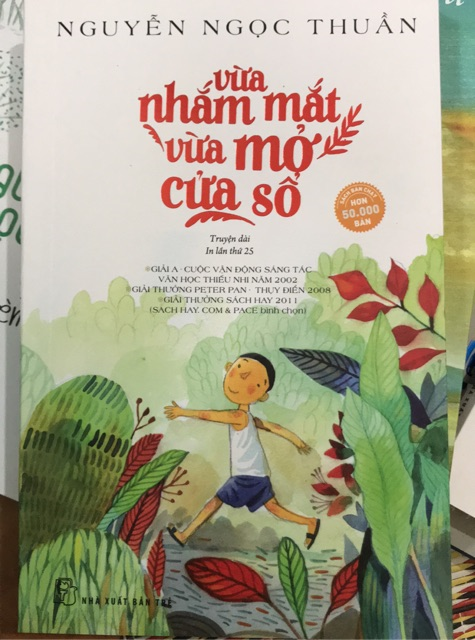 NGUYỄN NGỌC THUẦN
vừa
nhắm mắt
vừa mở
cửa sổ
SÁCH BÁN CHẠY
HƠN
50.000
BẢN
Truyện dài
In lần thứ 25
GIẢI A - CUỘC VẬN ĐỘNG SÁNG TÁC
VĂN HỌC THIẾU NHI NĂM 2002
GIẢI THƯỞNG PETER PAN - THỤY ĐIỂN 2008
GIẢI THƯỞNG SÁCH HAY 2011
(SACH HAY. COM & PACE bình chọn)
NHÀ XUẤT BẢN TRẺ